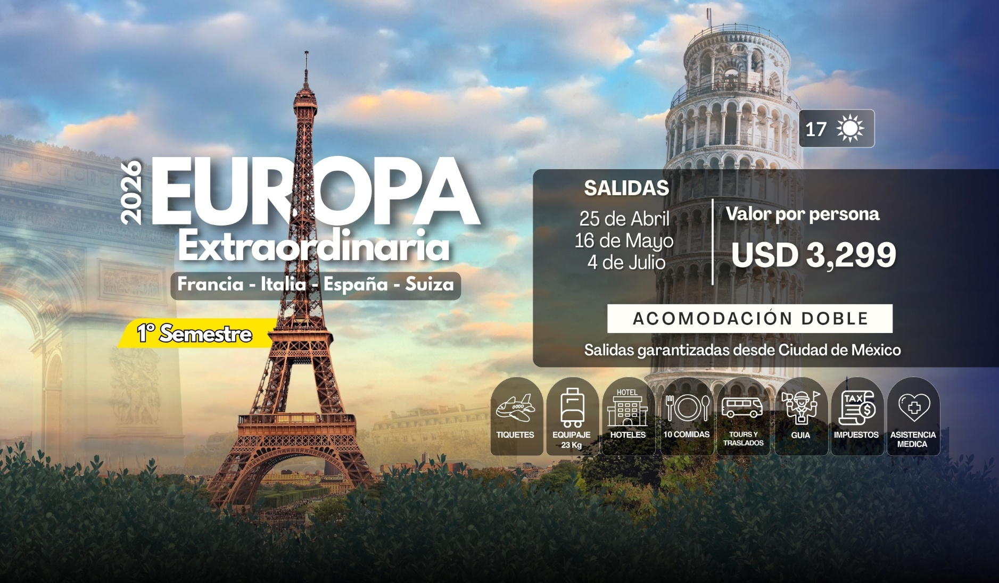 2026
EUROPA
Extraordinaria
Francia - Italia - España - Suiza
1° Semestre
17
SALIDAS
25 de Abril
16 de Mayo
4 de Julio
Valor por persona
USD 3,299
ACOMODACIÓN DOBLE
Salidas garantizadas desde Ciudad de México
TIQUETES
EQUIPAJE
23 Kg
HOTEL
HOTELES
10 COMIDAS
TOURS Y
TRASLADOS
GUIA
TAX
$
IMPUESTOS
ASISTENCIA
MEDICA